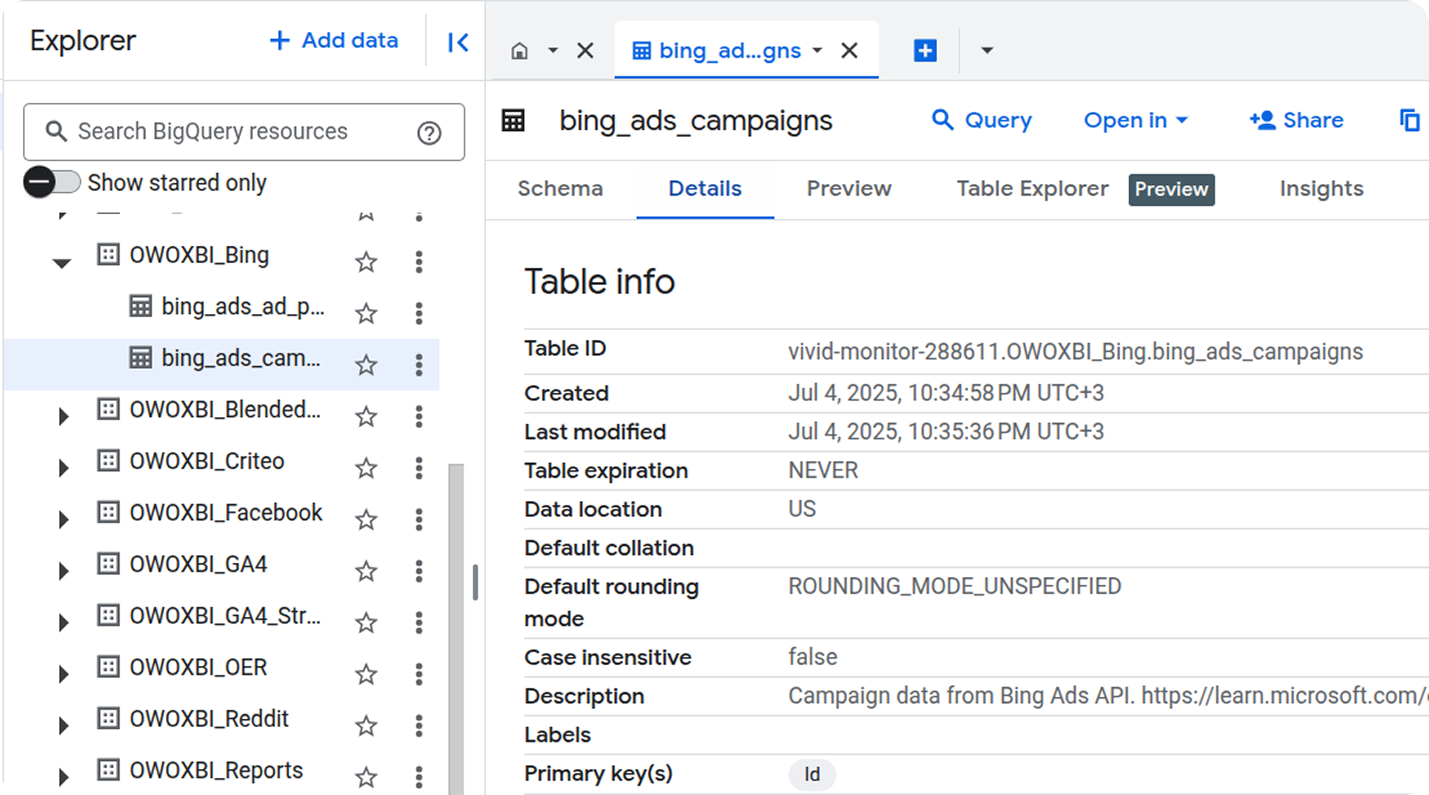 Explorer
+ Add data
Search BigQuery resources
Show starred only
OWOXBI_Bing
bing_ads_ad_p...
bing_ads_cam...
OWOXBI_Blended...
OWOXBI_Criteo
OWOXBI_Facebook
OWOXBI_GA4
OWOXBI_GA4_Str...
OWOXBI_OER
OWOXBI_Reddit
OWOXBI_Reports
bing_ad...gns
bing_ads_campaigns
Query
Open in
Share
Schema
Details
Preview
Table Explorer
Preview
Insights
Table info
Table ID vivid-monitor-288611.OWOXBI_Bing.bing_ads_campaigns
Created Jul 4, 2025, 10:34:58 PM UTC+3
Last modified Jul 4, 2025, 10:35:36 PM UTC+3
Table expiration NEVER
Data location US
Default collation
Default rounding ROUNDING_MODE_UNSPECIFIED
mode
Case insensitive false
Description Campaign data from Bing Ads API. https://learn.microsoft.com/
Labels
Primary key(s) Id